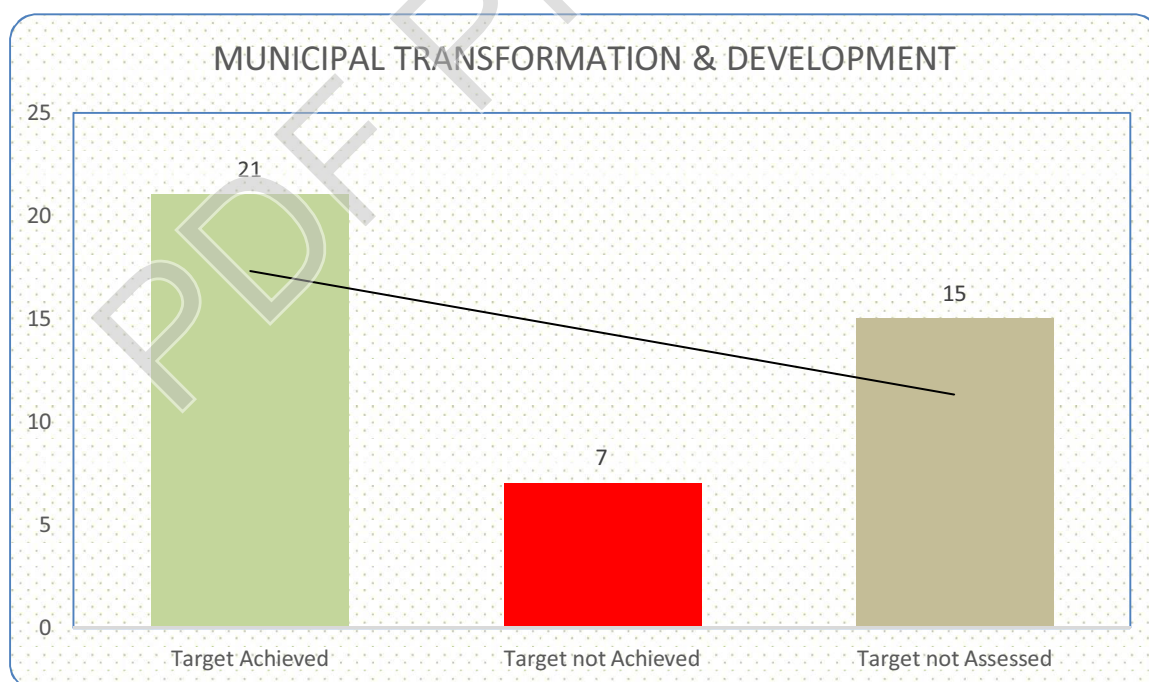 MUNICIPAL TRANSFORMATION & DEVELOPMENT
25
21
20
15
15
10
7
5
0
Target Achieved
Target not Achieved
Target not Assessed
PDF